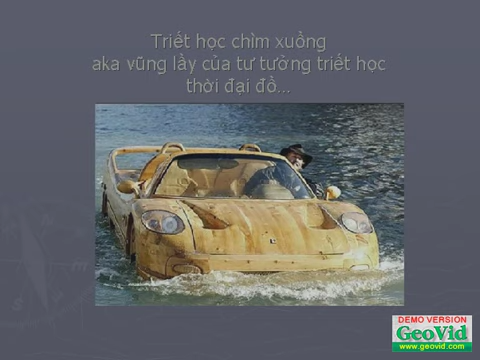 Triết học chìm xuồng
aka vũng lầy của tư tưởng triết học
thời đại đồ...
DEMO VERSION
GeoVid
www.geovid.com